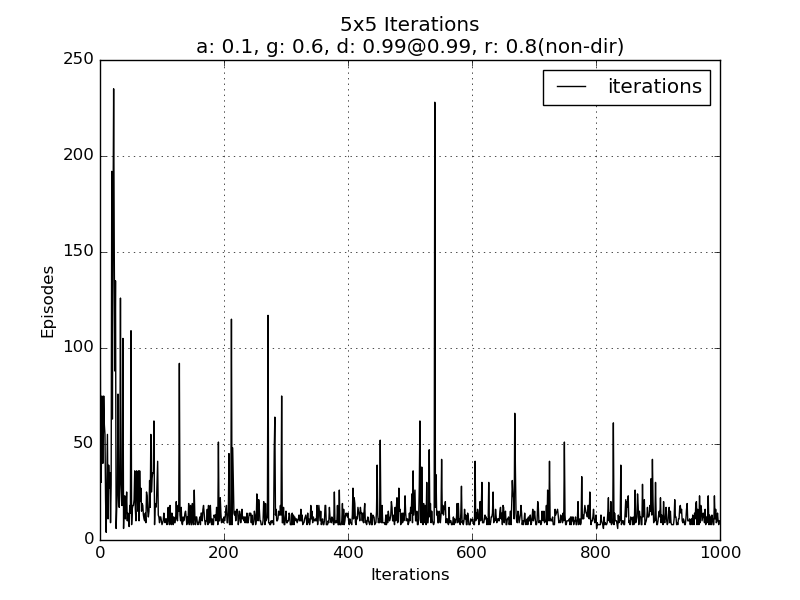 5x5 Iterations
a: 0.1, g: 0.6, d: 0.99@0.99, r: 0.8(non-dir)
250
iterations
200
150
Episodes
100
50
0
0 200 400 600 800 1000
Iterations